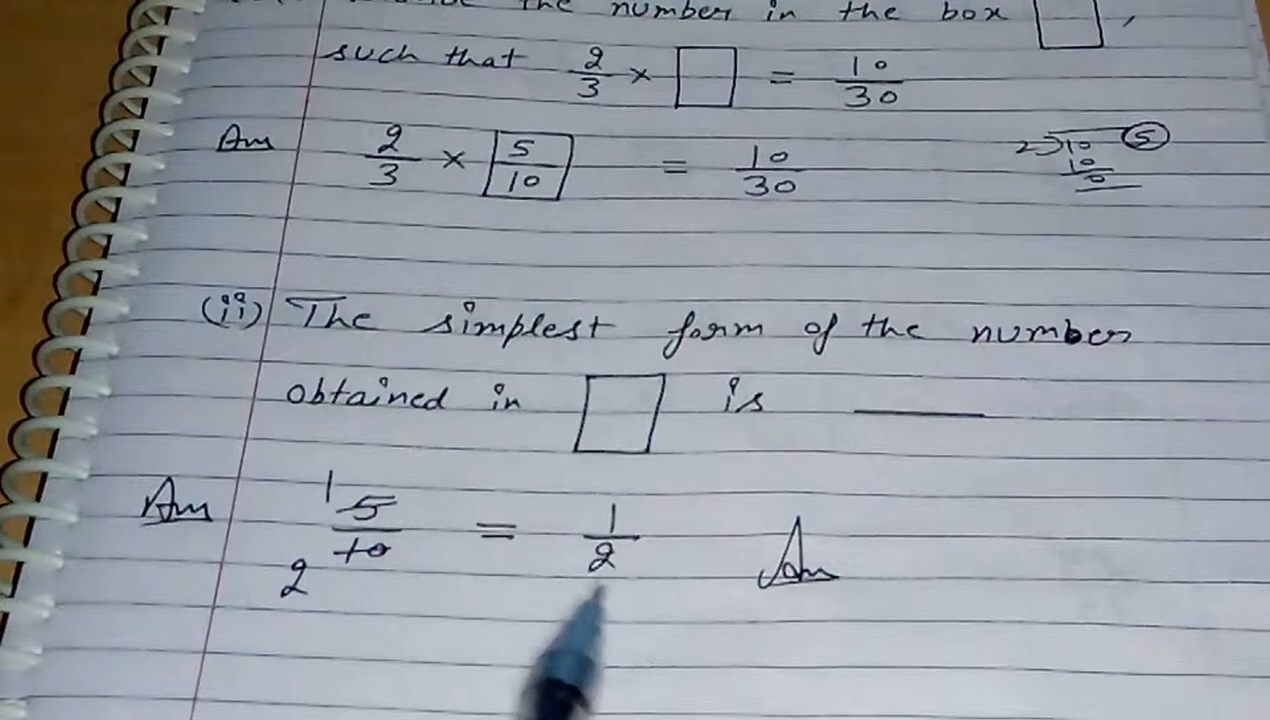 the number in the box □,
such that 2/3 × □ = 10/30
Ans 2/3 × 5/10 = 10/30
2)10(5
10
0
(ii) The simplest form of the number
obtained in □ is ____
Ans 1 5/10 2 = 1/2 Ans